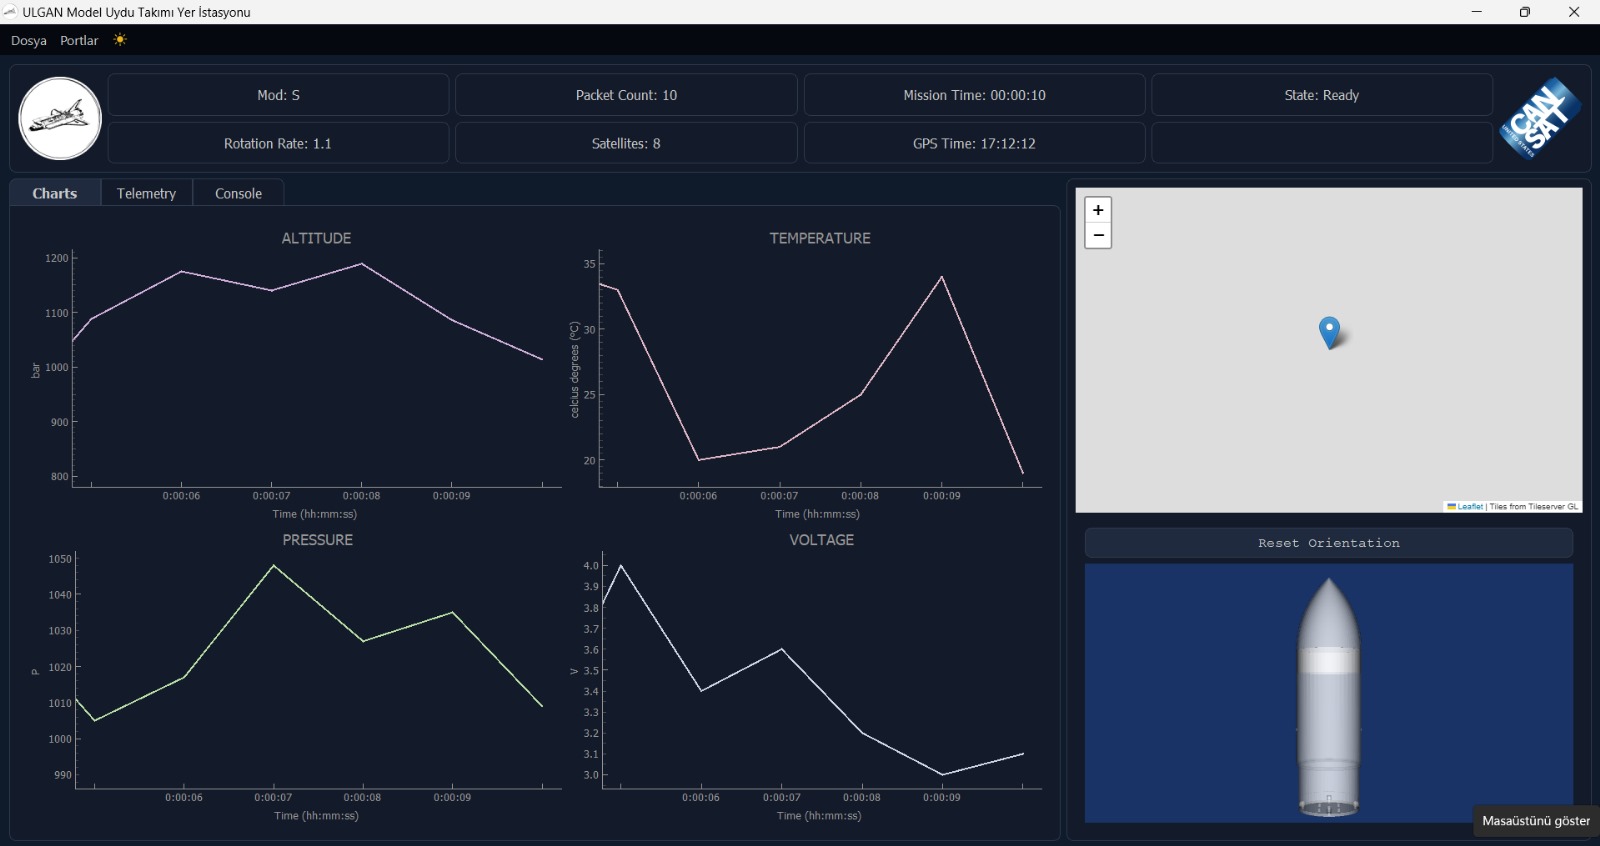 ULGAN Model Uydu Takımı Yer İstasyonu
Dosya Portlar
Mod: S
Packet Count: 10
Mission Time: 00:00:10
State: Ready
Rotation Rate: 1.1
Satellites: 8
GPS Time: 17:12:12
CAN
SAT
UNITED STATES
Charts
Telemetry
Console
ALTITUDE
1200
1100
1000
900
800
bar
0:00:06 0:00:07 0:00:08 0:00:09
Time (hh:mm:ss)
TEMPERATURE
35
30
25
20
celcius degrees (°C)
0:00:06 0:00:07 0:00:08 0:00:09
Time (hh:mm:ss)
PRESSURE
1050
1040
1030
1020
1010
1000
990
P
0:00:06 0:00:07 0:00:08 0:00:09
Time (hh:mm:ss)
VOLTAGE
4.0
3.9
3.8
3.7
3.6
3.5
3.4
3.3
3.2
3.1
3.0
V
0:00:06 0:00:07 0:00:08 0:00:09
Time (hh:mm:ss)
+
−
Leaflet | Tiles from Tileserver GL
Reset Orientation
Masaüstünü göster